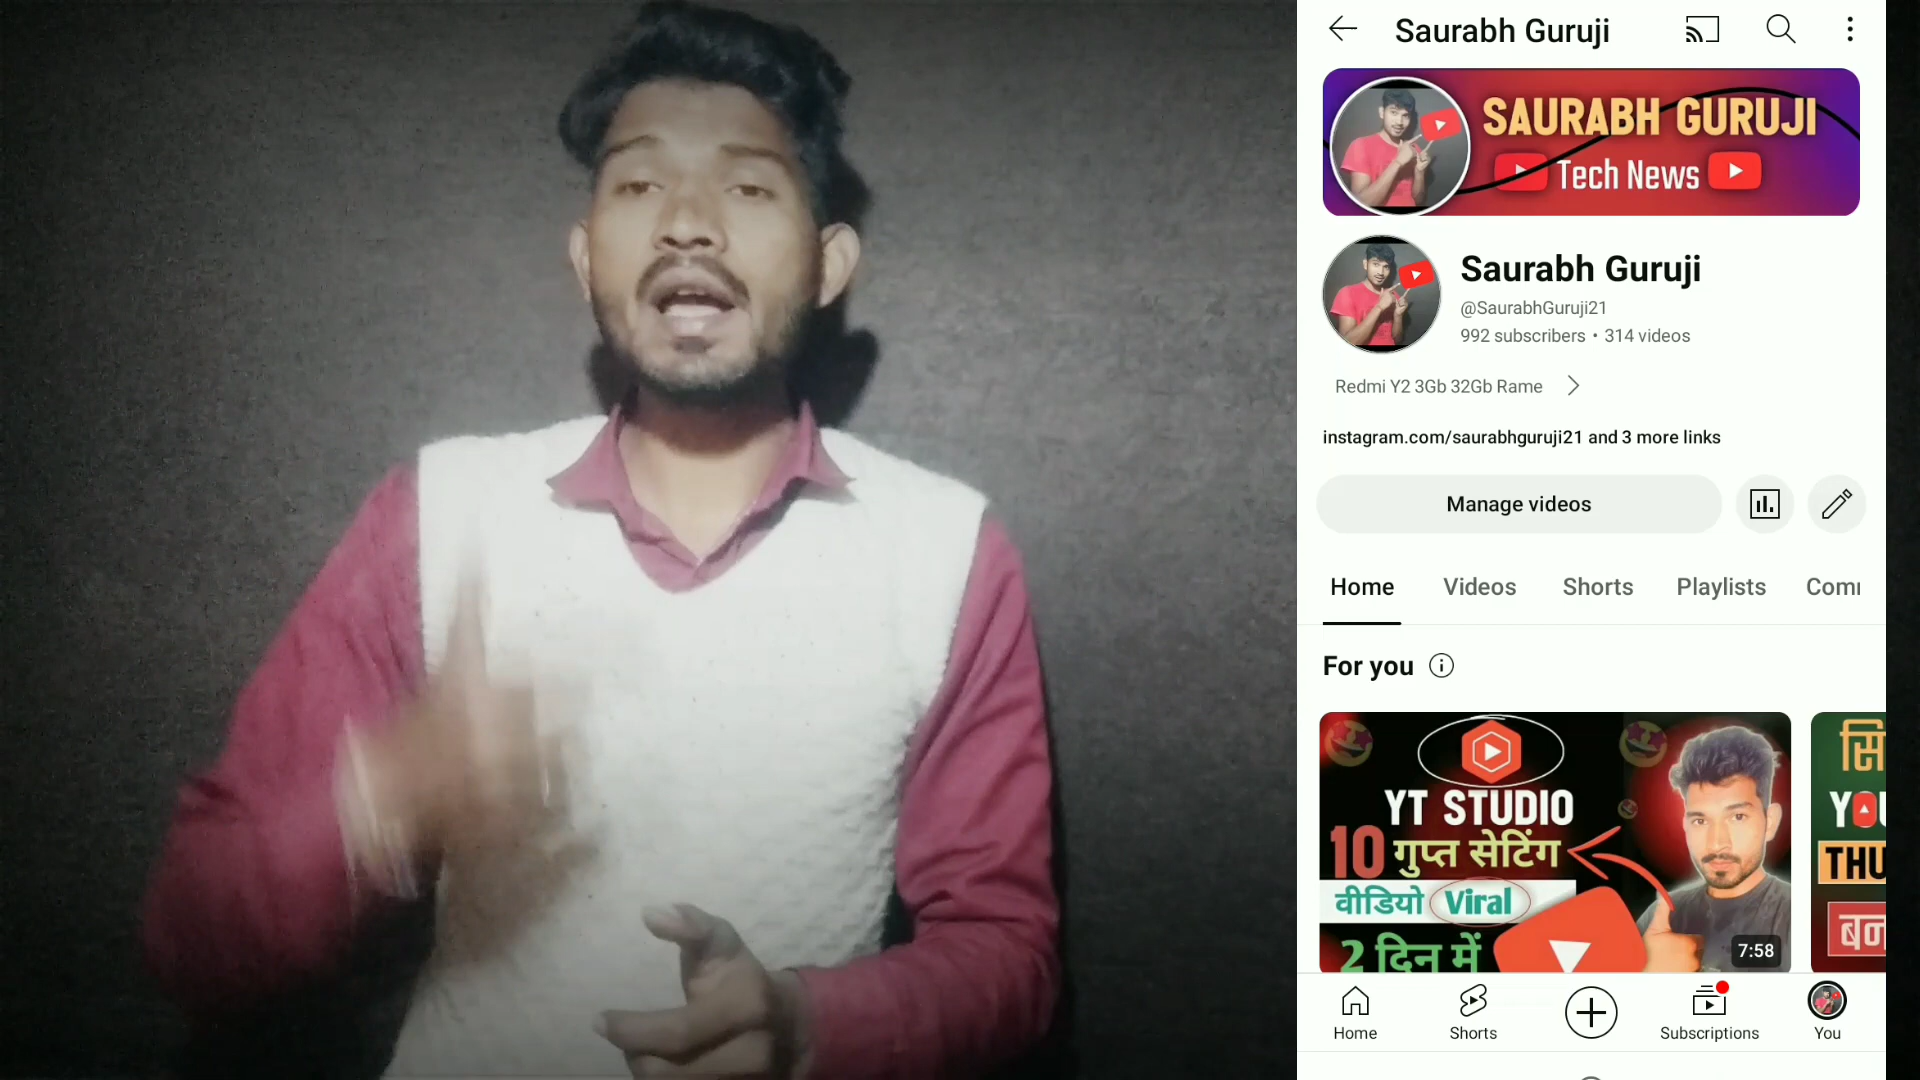 Saurabh Guruji
SAURABH GURUJI
Tech News
Saurabh Guruji
@SaurabhGuruji21
992 subscribers • 314 videos
Redmi Y2 3Gb 32Gb Rame
instagram.com/saurabhguruji21 and 3 more links
Manage videos
Home Videos Shorts Playlists
For you
YT STUDIO
10 गुप्त सेटिंग
वीडियो Viral
2 दिन में
7:58
Home Shorts Subscriptions You